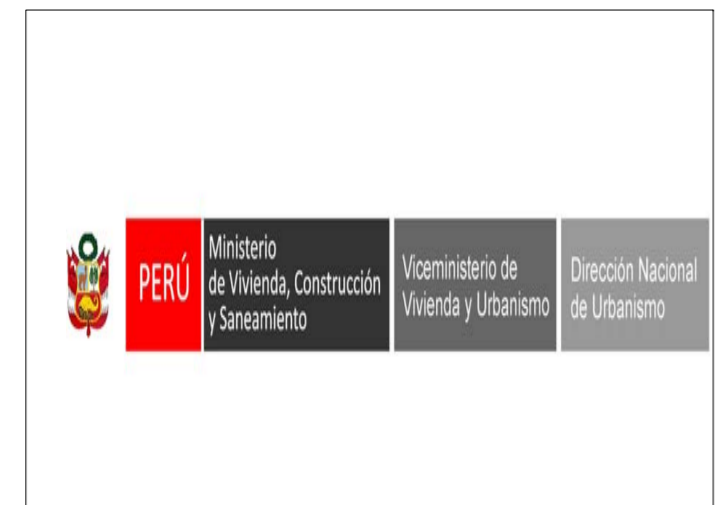 PERÚ
Ministerio
de Vivienda, Construcción
y Saneamiento
Viceministerio de
Vivienda y Urbanismo
Dirección Nacional
de Urbanismo